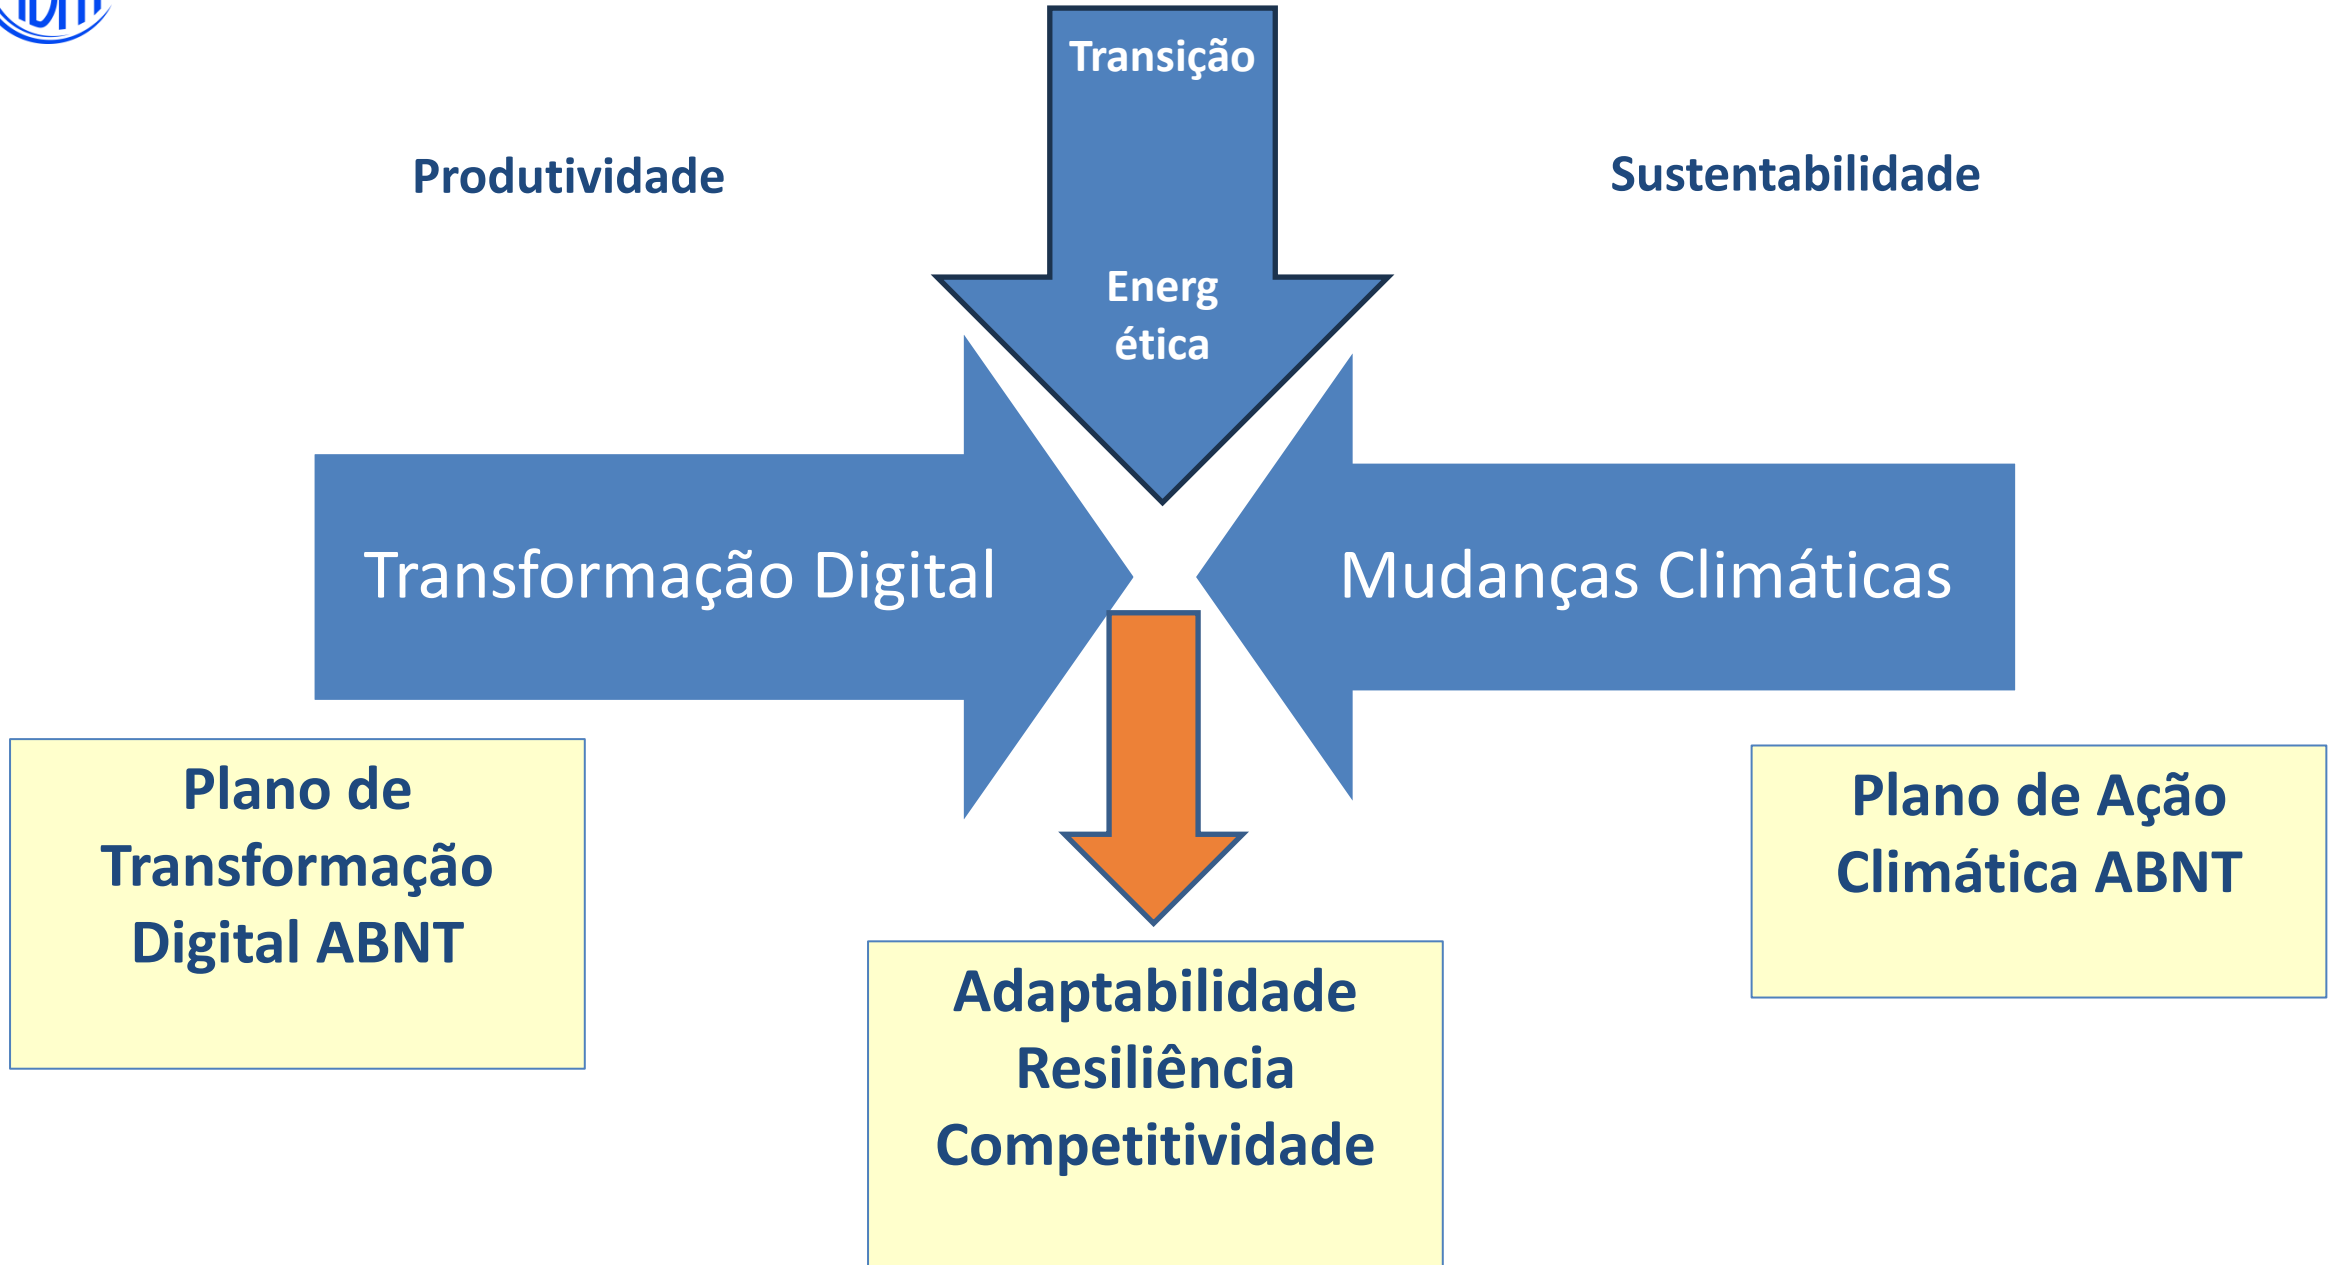 Transição
Produtividade
Sustentabilidade
Energ
ética
Transformação Digital
Mudanças Climáticas
Plano de
Transformação
Digital ABNT
Plano de Ação
Climática ABNT
Adaptabilidade
Resiliência
Competitividade